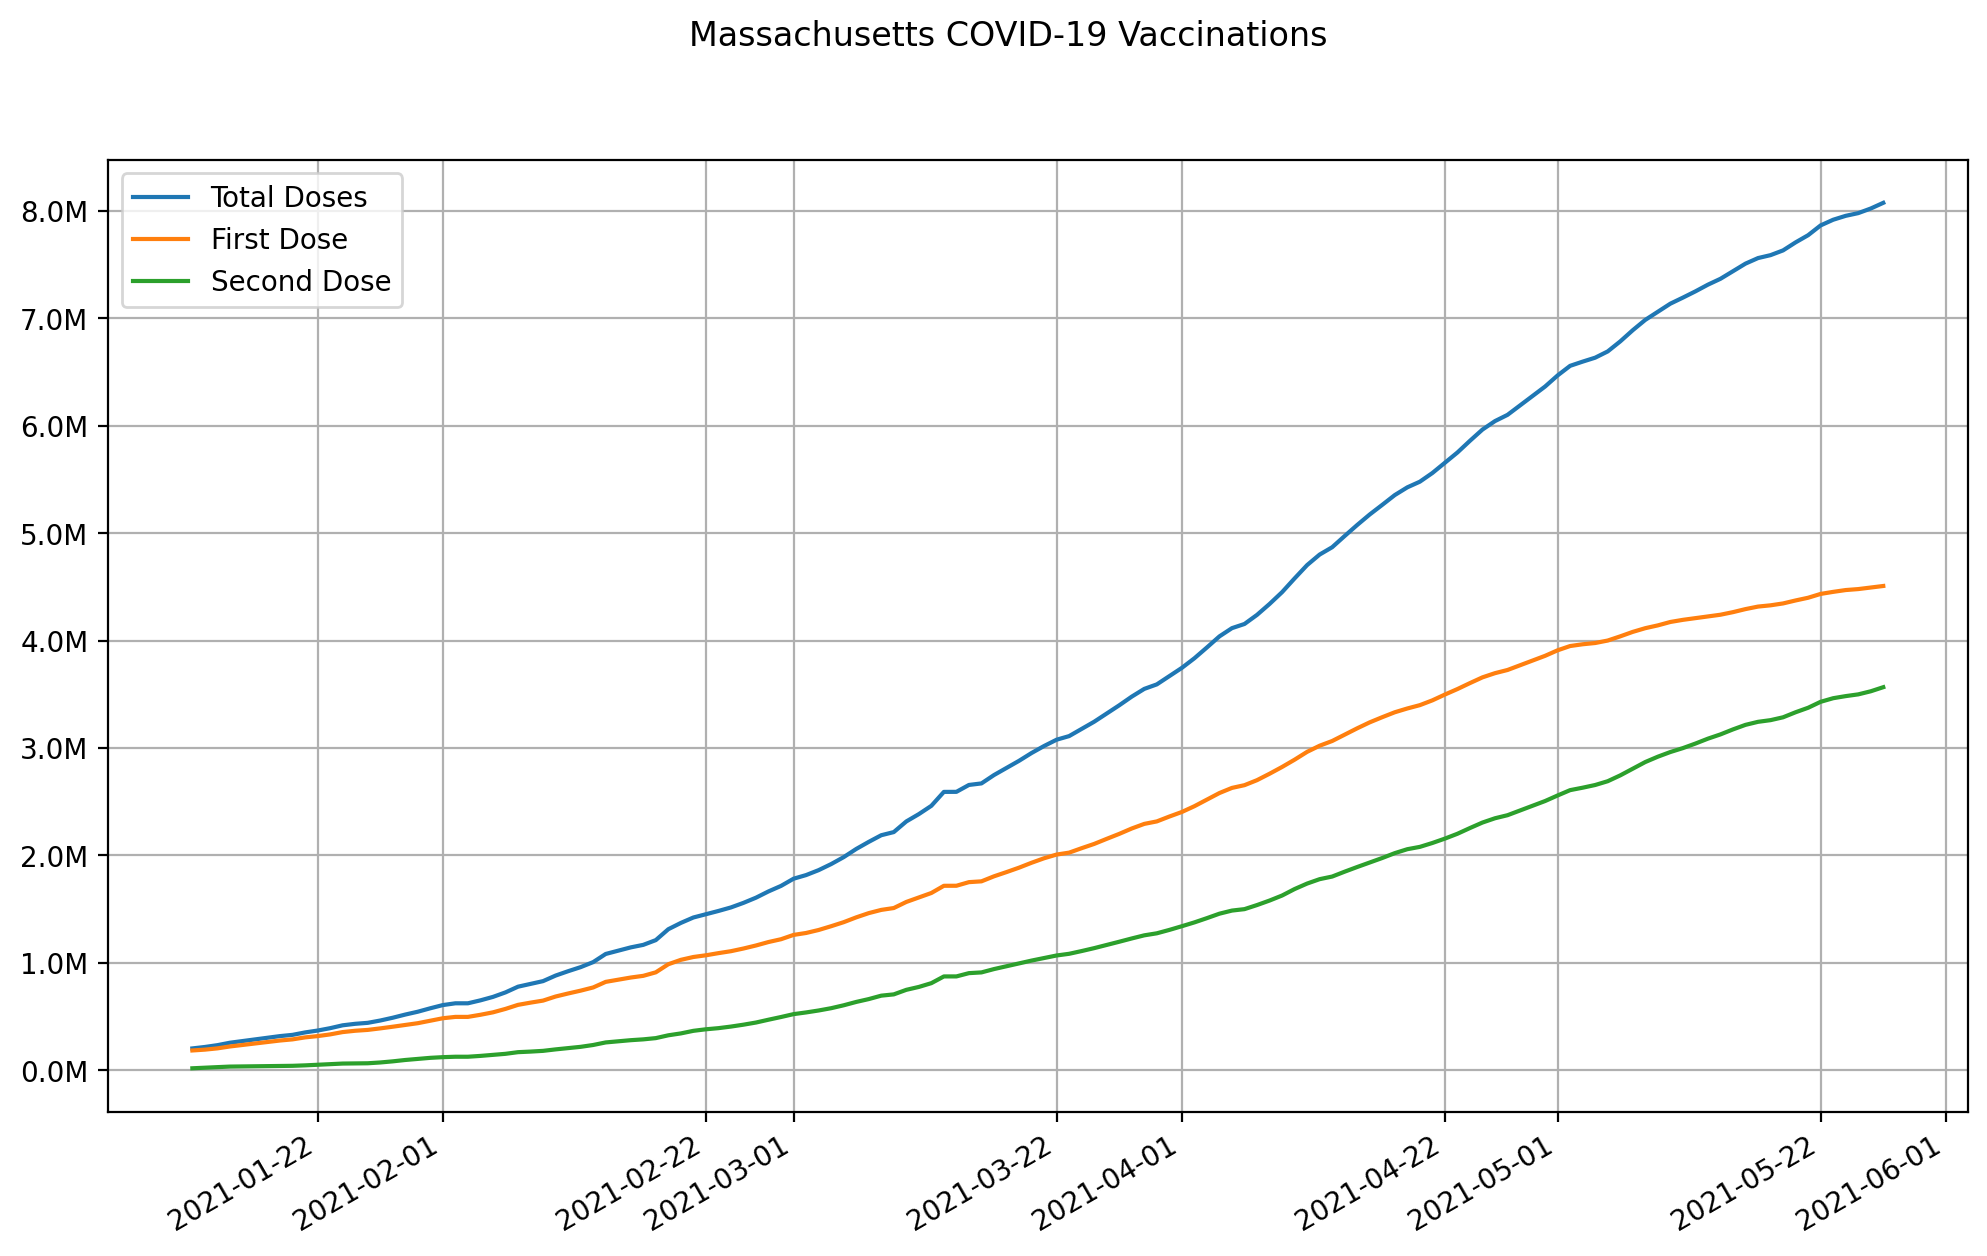 Massachusetts COVID-19 Vaccinations
Total Doses
First Dose
Second Dose
8.0M
7.0M
6.0M
5.0M
4.0M
3.0M
2.0M
1.0M
0.0M
2021-01-22
2021-02-01
2021-02-22
2021-03-01
2021-03-22
2021-04-01
2021-04-22
2021-05-01
2021-05-22
2021-06-01